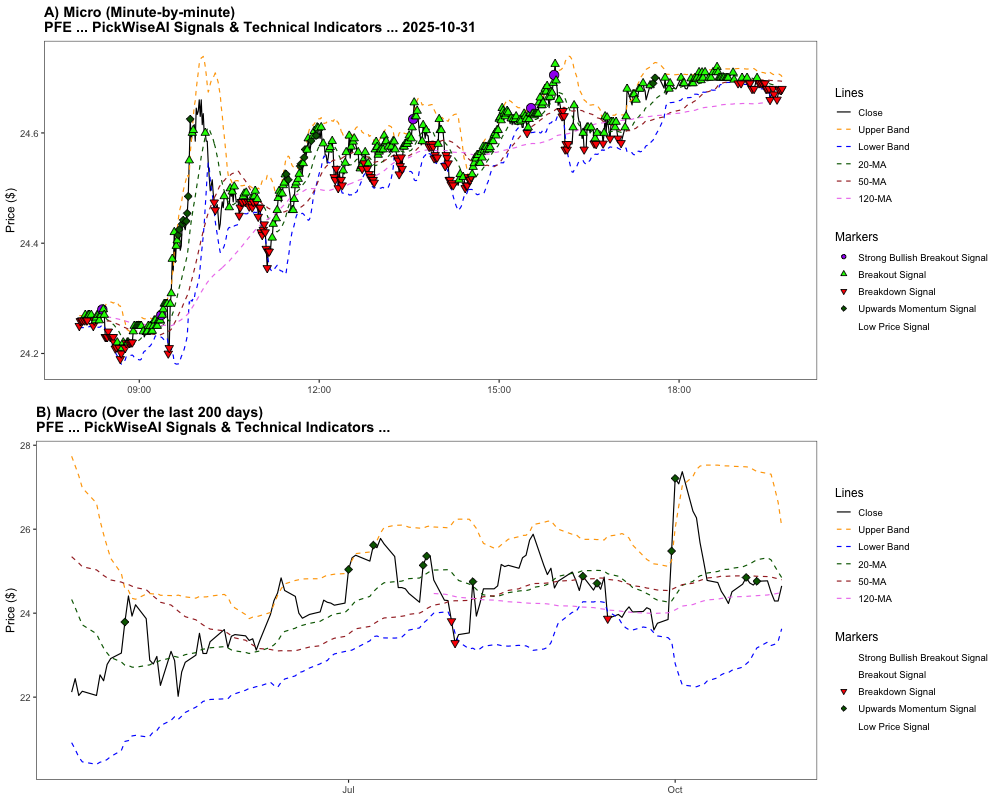 A) Micro (Minute-by-minute)
PFE ... PickWiseAI Signals & Technical Indicators ... 2025-10-31
Price ($)
24.6
24.4
24.2
09:00
12:00
15:00
18:00
Lines
Close
Upper Band
Lower Band
20-MA
50-MA
120-MA
Markers
Strong Bullish Breakout Signal
Breakout Signal
Breakdown Signal
Upwards Momentum Signal
Low Price Signal
B) Macro (Over the last 200 days)
PFE ... PickWiseAI Signals & Technical Indicators ...
Price ($)
28
26
24
22
Jul
Oct
Lines
Close
Upper Band
Lower Band
20-MA
50-MA
120-MA
Markers
Strong Bullish Breakout Signal
Breakout Signal
Breakdown Signal
Upwards Momentum Signal
Low Price Signal